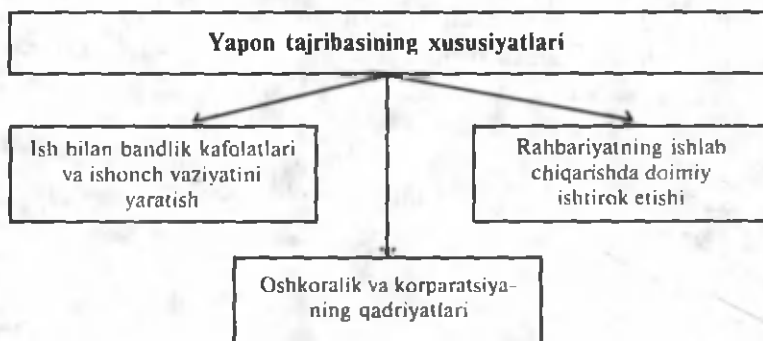 Yapon tajribasining xususiyatlari
Ish bilan bandlik kafolatlari
va ishonch vaziyatini
yaratish
Rahbariyatning ishlab
chiqarishda doimiy
ishtirok etishi
Oshkoralik va korparatsiya-
ning qadriyatlari